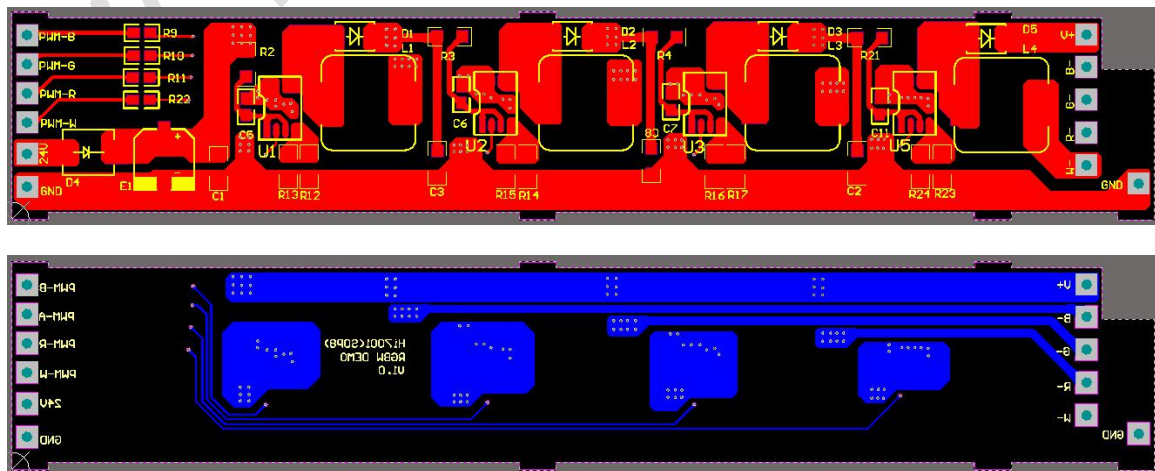 PWM-B
R9
R2
D1
L1
R3
D2
L2
R4
D3
L3
R21
D5
L4
V+
PWM-G
R10
B-
PWM-R
R11
G-
PWM-W
R22
R-
C5
C6
C7
C11
C8
U1
U2
U3
U5
24V
W-
D4
E1
+
GND
C1
R13 R12
C3
R15 R14
R16 R17
C2
R24 R23
GND
PWM-B
V+
PWM-A
B-
PWM-R
Hi7001(SOP8)
G-
PWM-W
RGBW DEMO
R-
V1.0
24V
W-
GND
GND